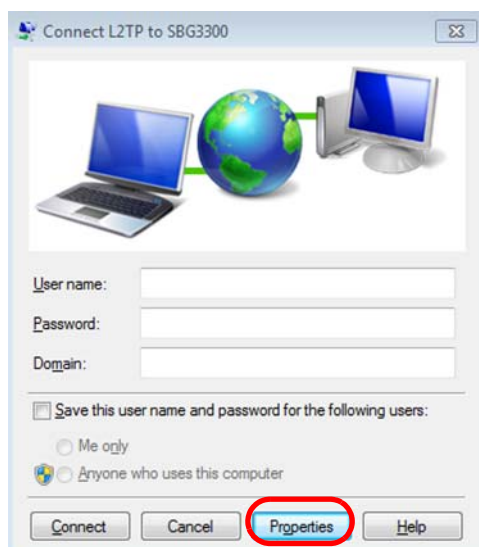 Connect L2TP to SBG3300
User name:
Password:
Domain:
Save this user name and password for the following users:
Me only
Anyone who uses this computer
Connect Cancel Properties Help